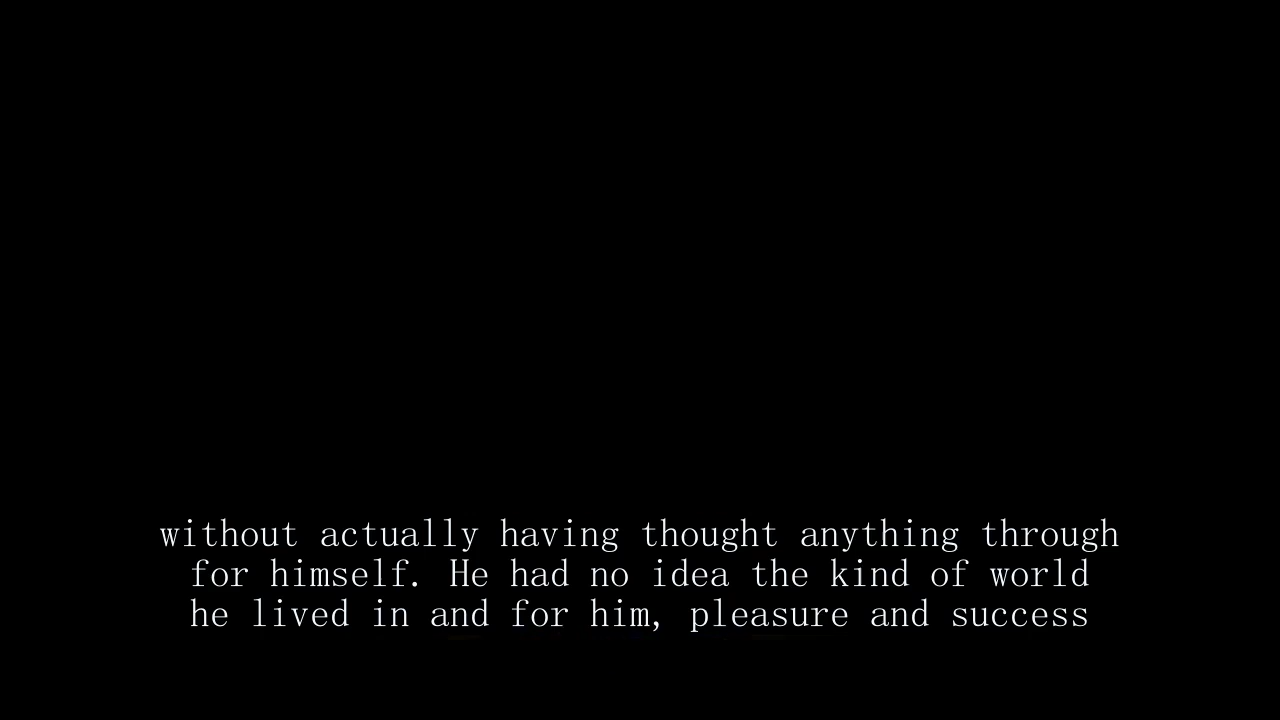 without actually having thought anything through
for himself. He had no idea the kind of world
he lived in and for him, pleasure and success